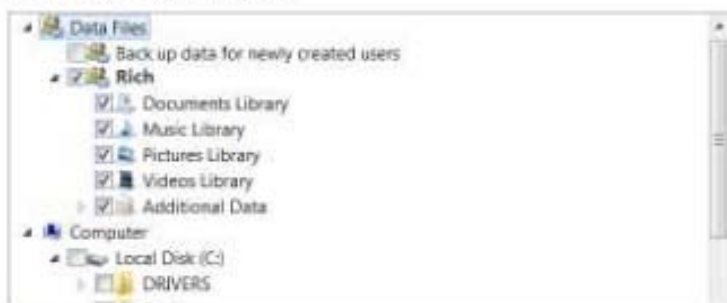 Data Files
Back up data for newly created users
Rich
Documents Library
Music Library
Pictures Library
Videos Library
Additional Data
Computer
Local Disk (C:)
DRIVERS